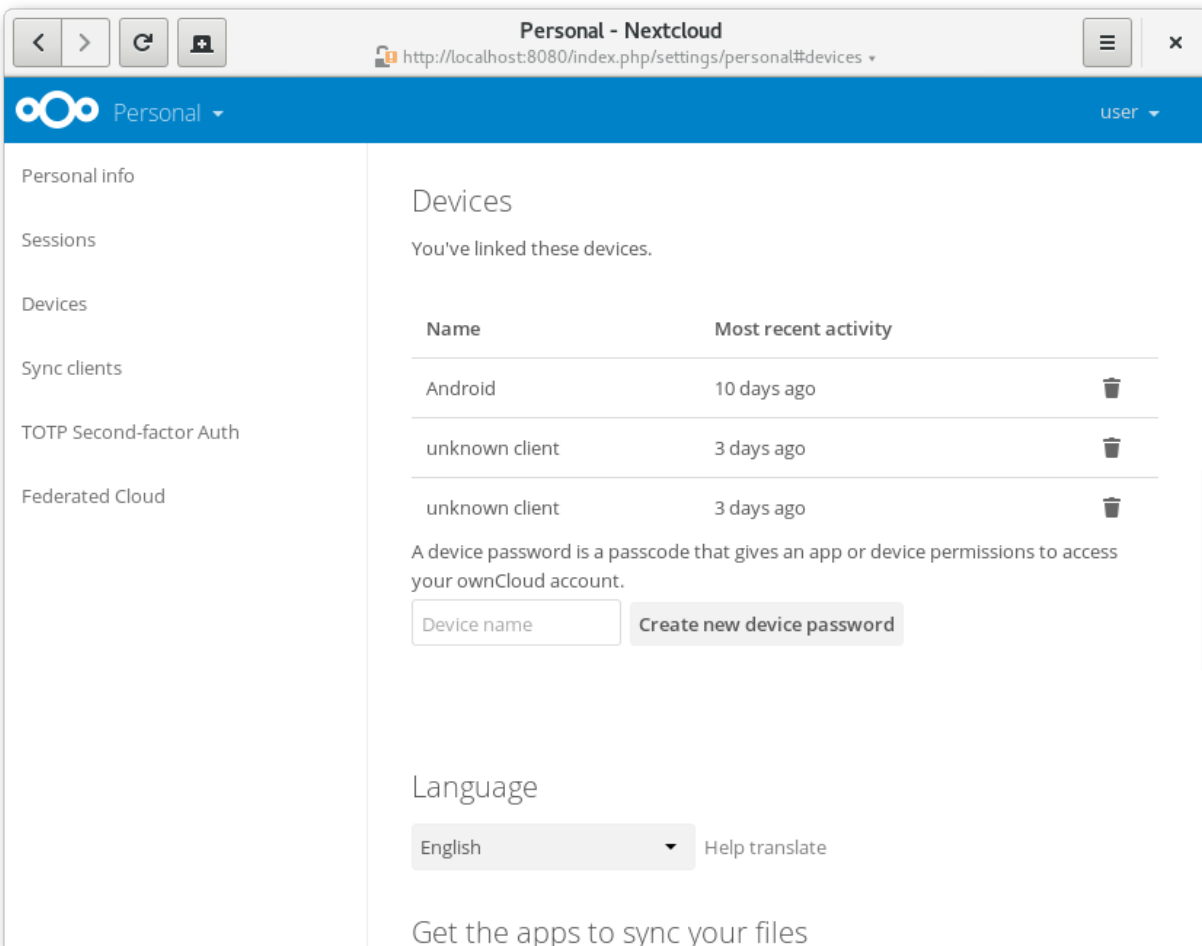 Personal - Nextcloud
http://localhost:8080/index.php/settings/personal#devices
Personal
user
Personal info
Sessions
Devices
Sync clients
TOTP Second-factor Auth
Federated Cloud
Devices
You've linked these devices.
Name Most recent activity
Android 10 days ago
unknown client 3 days ago
unknown client 3 days ago
A device password is a passcode that gives an app or device permissions to access
your ownCloud account.
Device name Create new device password
Language
English Help translate
Get the apps to sync your files